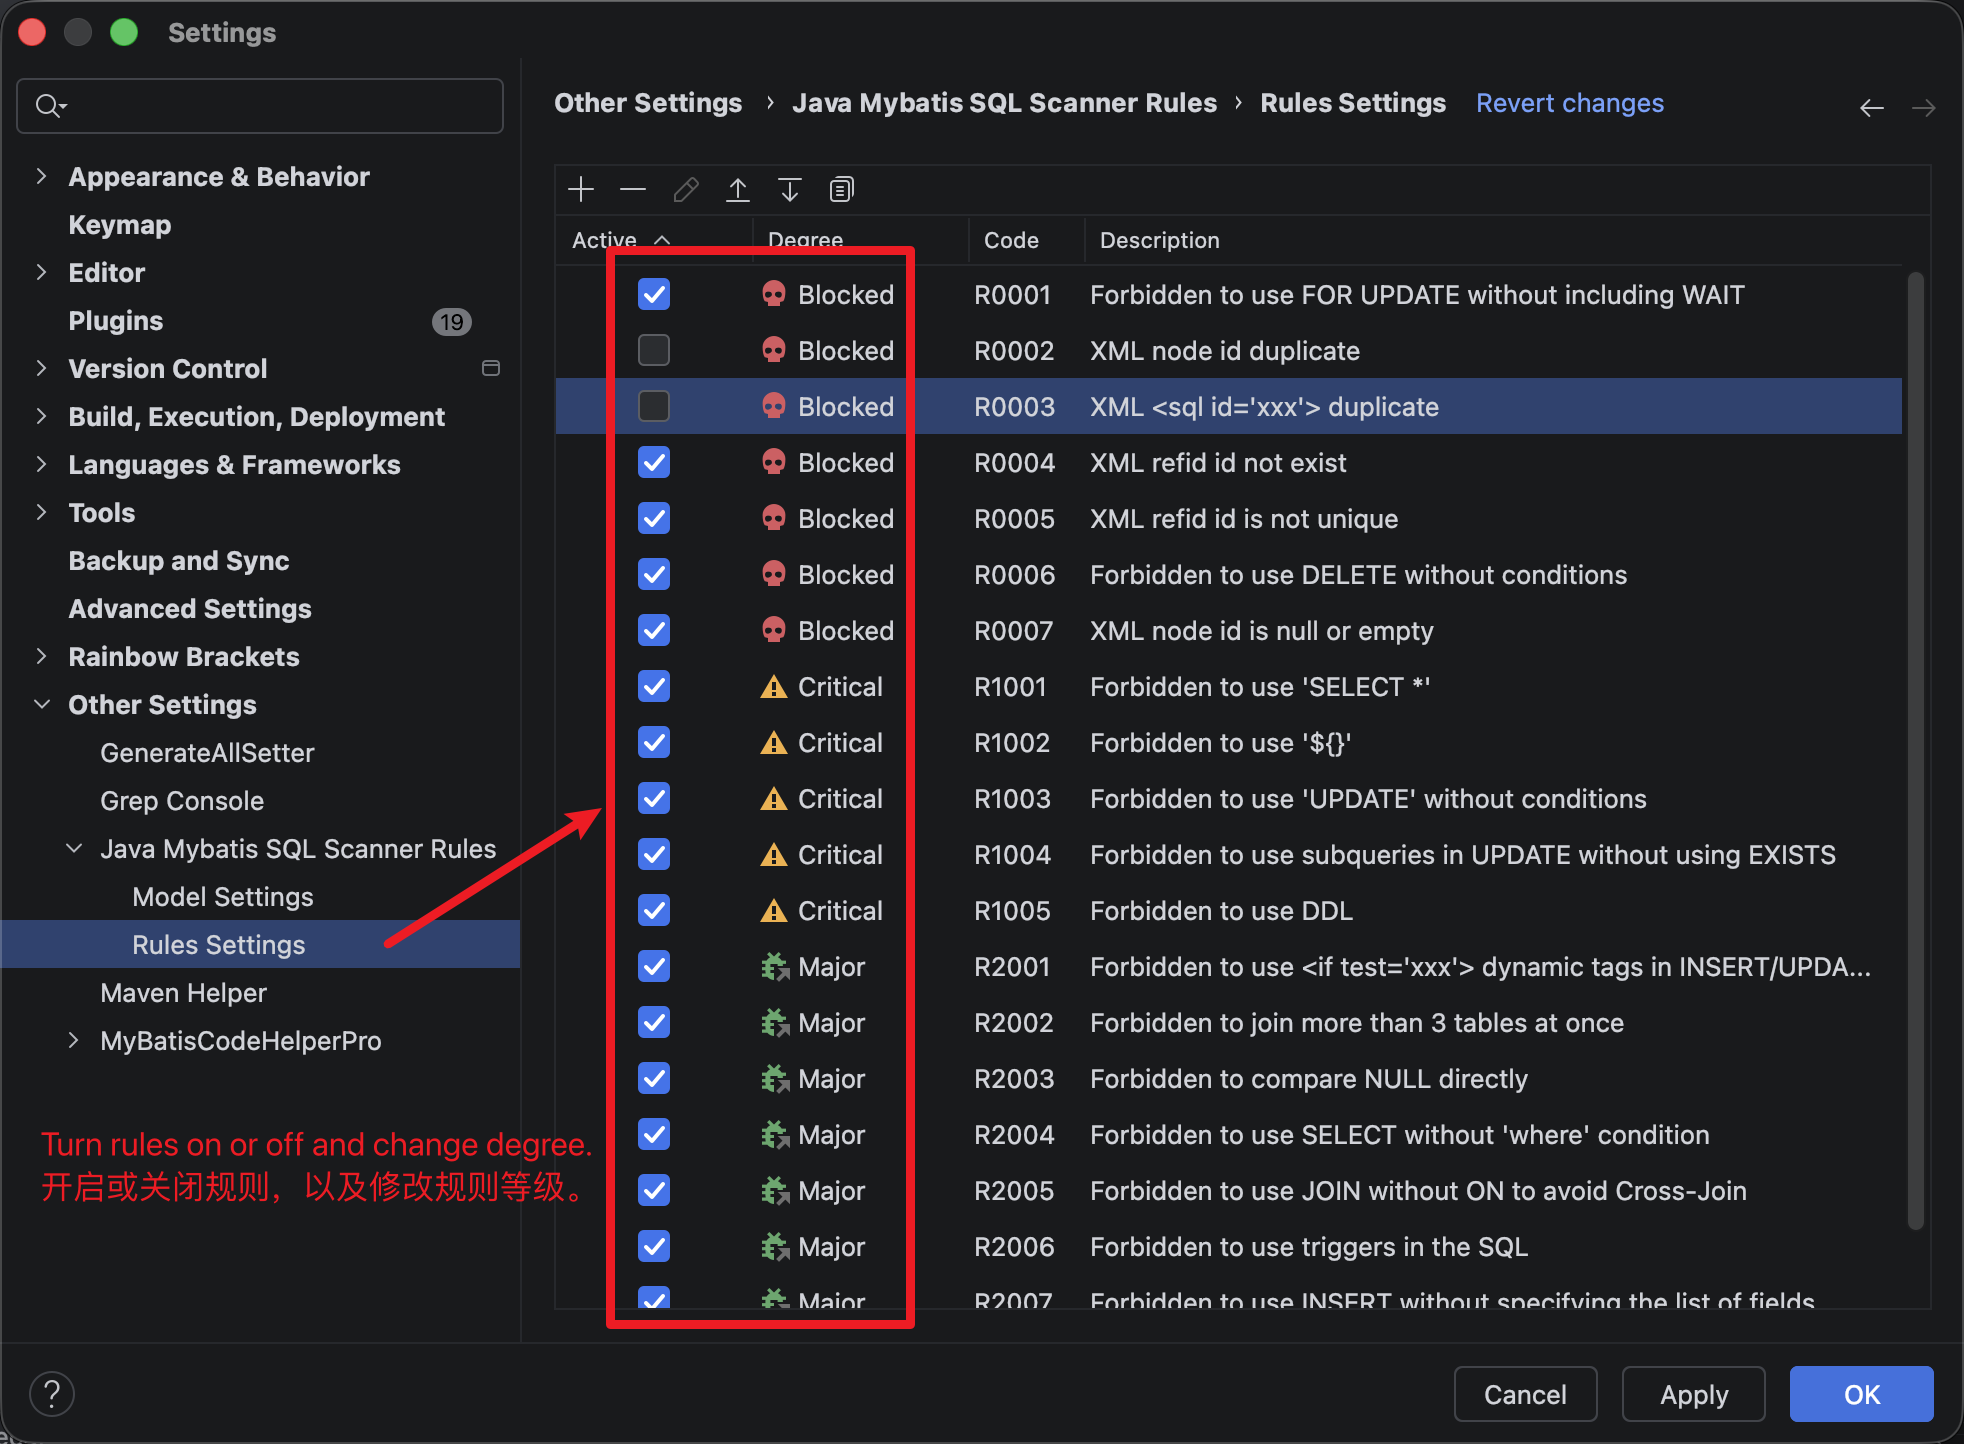 Settings
Other Settings › Java Mybatis SQL Scanner Rules › Rules Settings Revert changes
Appearance & Behavior
Keymap
Editor
Plugins 19
Version Control
Build, Execution, Deployment
Languages & Frameworks
Tools
Backup and Sync
Advanced Settings
Rainbow Brackets
Other Settings
GenerateAllSetter
Grep Console
Java Mybatis SQL Scanner Rules
Model Settings
Rules Settings
Maven Helper
MyBatisCodeHelperPro
Turn rules on or off and change degree.
开启或关闭规则，以及修改规则等级。
Active Degree Code Description
Blocked R0001 Forbidden to use FOR UPDATE without including WAIT
Blocked R0002 XML node id duplicate
Blocked R0003 XML <sql id='xxx'> duplicate
Blocked R0004 XML refid id not exist
Blocked R0005 XML refid id is not unique
Blocked R0006 Forbidden to use DELETE without conditions
Blocked R0007 XML node id is null or empty
Critical R1001 Forbidden to use 'SELECT *'
Critical R1002 Forbidden to use '${}'
Critical R1003 Forbidden to use 'UPDATE' without conditions
Critical R1004 Forbidden to use subqueries in UPDATE without using EXISTS
Critical R1005 Forbidden to use DDL
Major R2001 Forbidden to use <if test='xxx'> dynamic tags in INSERT/UPDA...
Major R2002 Forbidden to join more than 3 tables at once
Major R2003 Forbidden to compare NULL directly
Major R2004 Forbidden to use SELECT without 'where' condition
Major R2005 Forbidden to use JOIN without ON to avoid Cross-Join
Major R2006 Forbidden to use triggers in the SQL
Major R2007 Forbidden to use INSERT without specifying the list of fields
? Cancel Apply OK